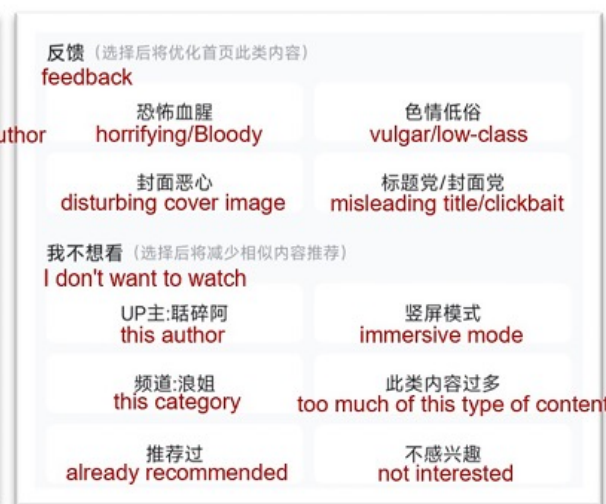 反馈（选择后将优化首页此类内容）
feedback
恐怖血腥
色情低俗
uthor
horrifying/Bloody
vulgar/low-class
封面恶心
标题党/封面党
disturbing cover image
misleading title/clickbait
我不想看（选择后将减少相似内容推荐）
I don't want to watch
UP主:聒碎阿
竖屏模式
this author
immersive mode
频道:浪姐
此类内容过多
this category
too much of this type of content
推荐过
不感兴趣
already recommended
not interested